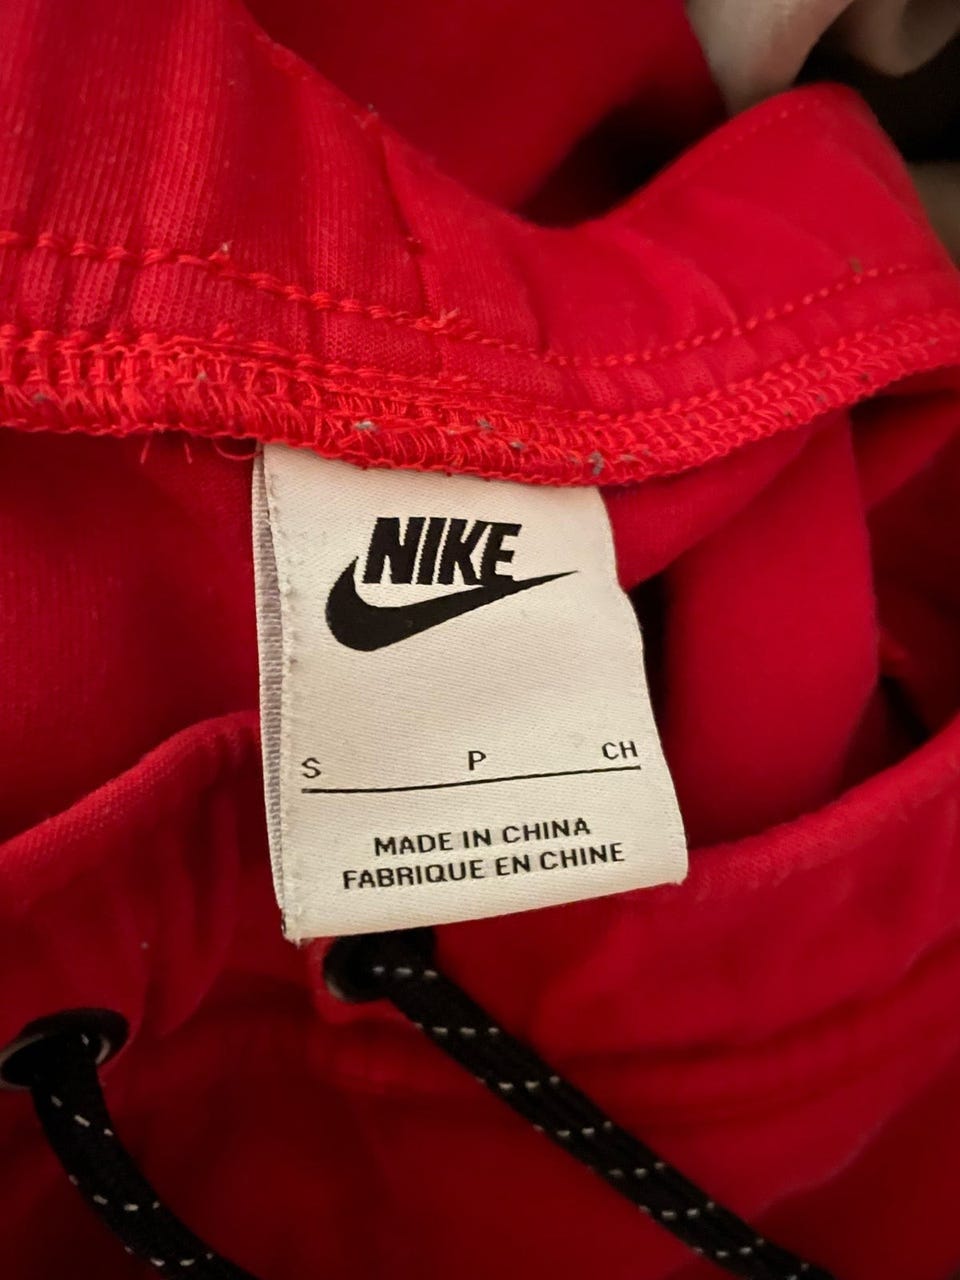 NIKE
S P CH
MADE IN CHINA
FABRIQUE EN CHINE